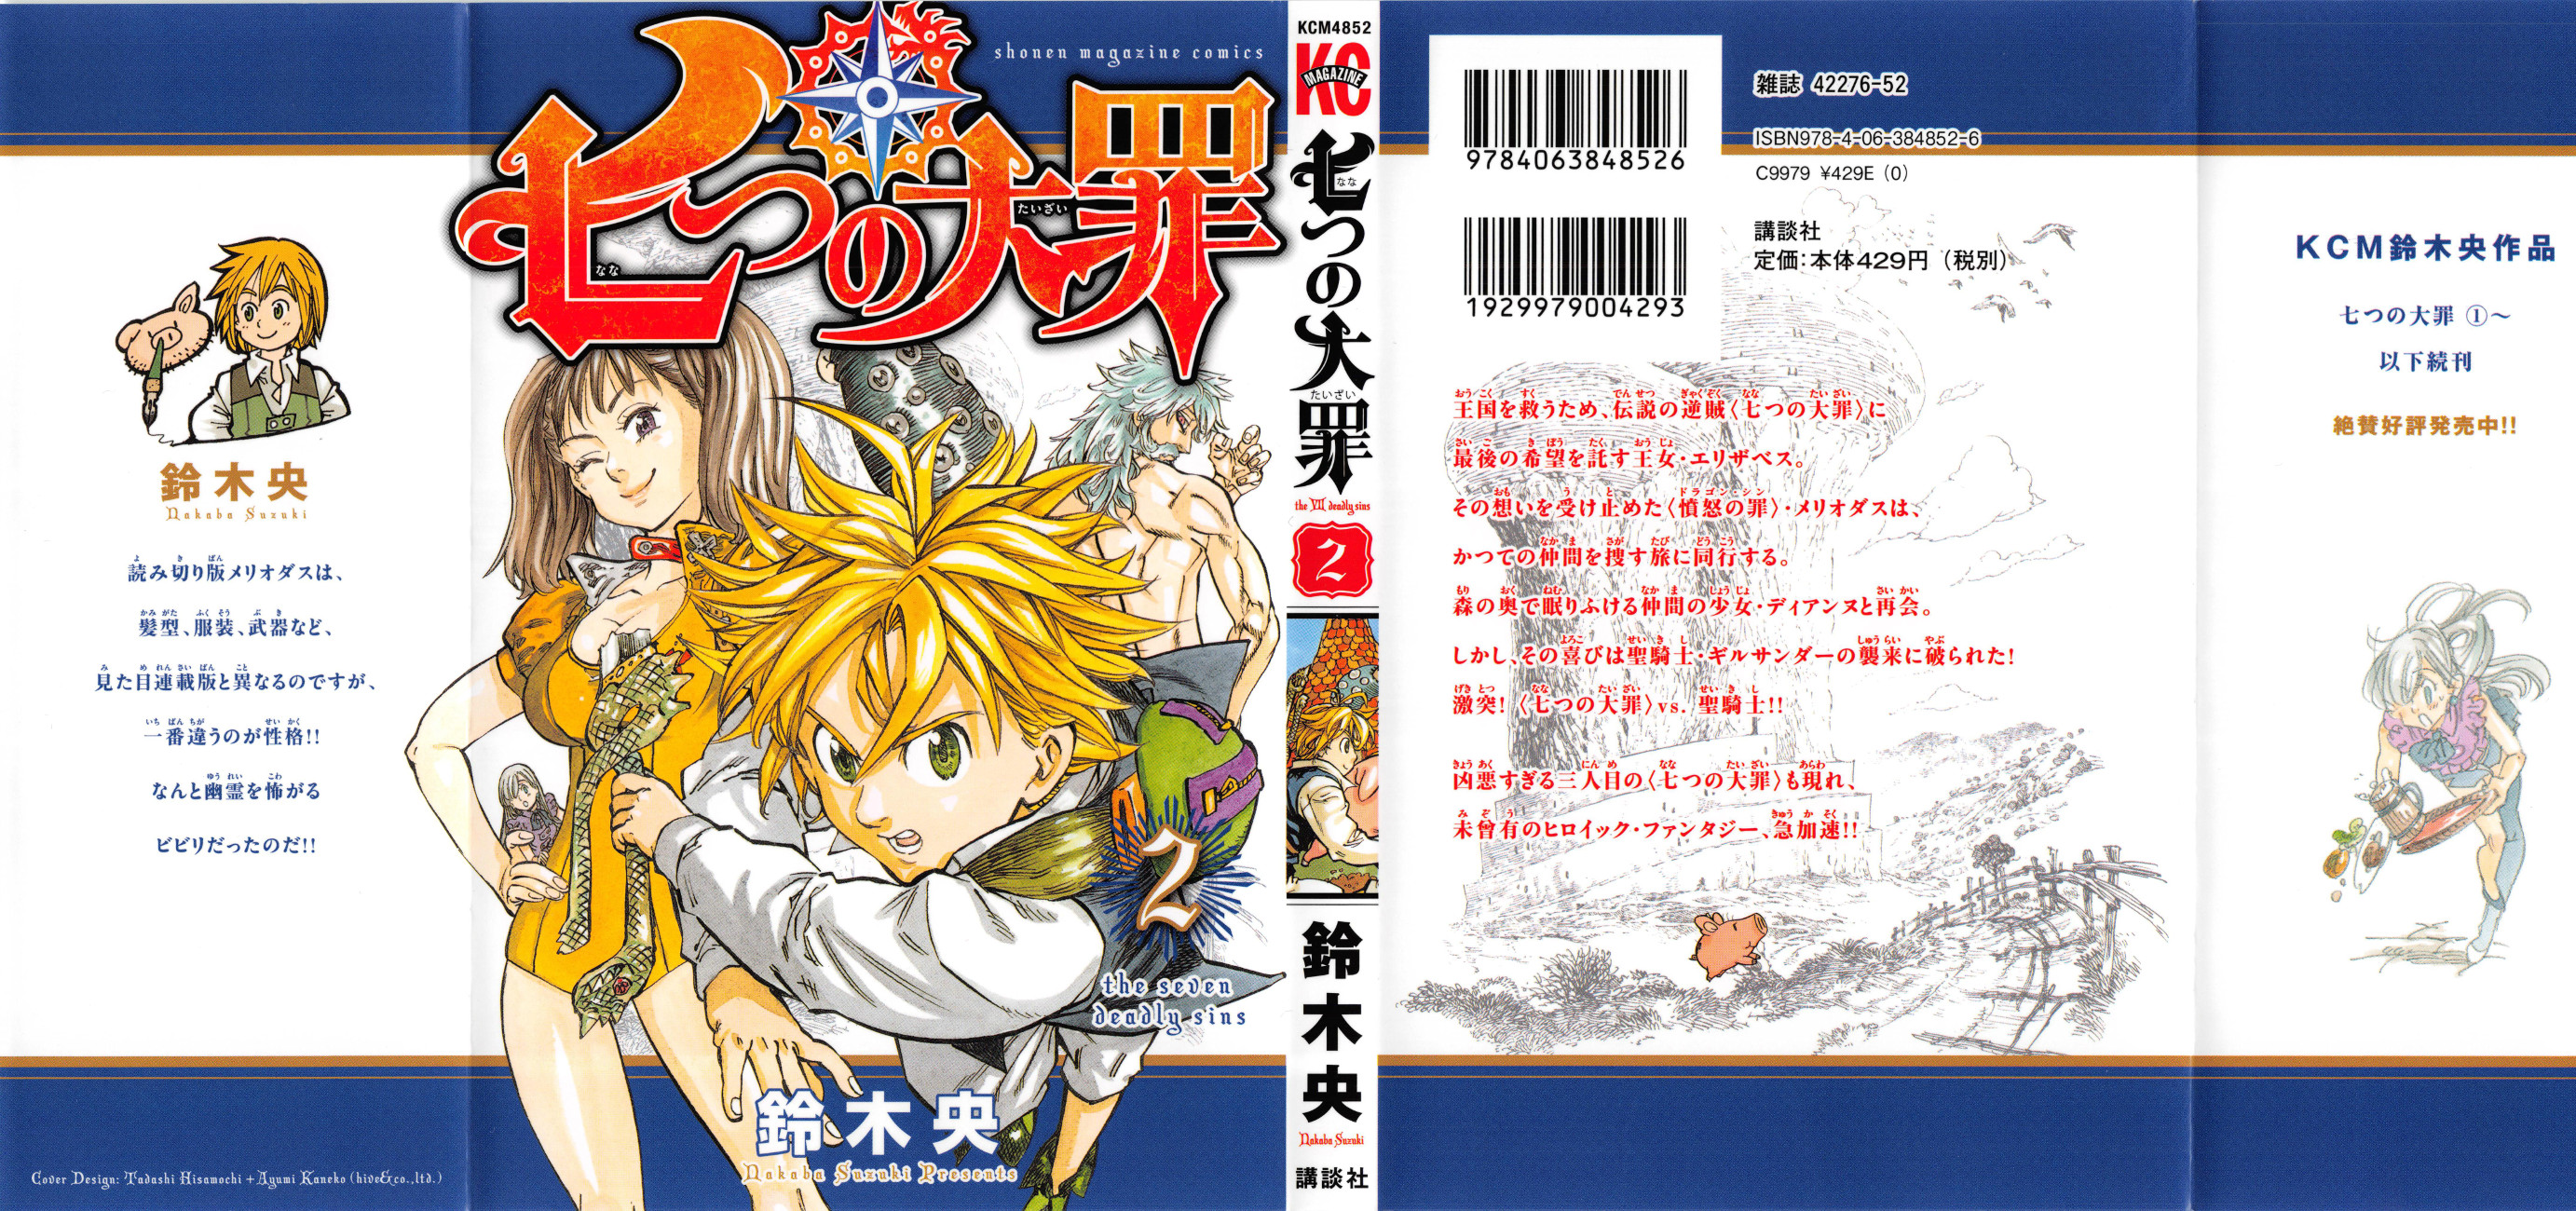 鈴木央
Nakaba Suzuki
読み切り版メリオダスは、
髪型、服装、武器など、
見た目連載版と異なるのですが、
一番違うのが性格!!
なんと幽霊を怖がる
ビビリだったのだ!!
Cover Design: Tadashi Hisamochi + Ayumi Kaneko (hive&co.,ltd.)
shonen magazine comics
七つの大罪
なな
たいざい
2
the seven
deadly sins
鈴木央
Nakaba Suzuki Presents
KCM4852
KC
MAGAZINE
七つの大罪
なな
たいざい
the VII deadly sins
2
鈴木央
Nakaba Suzuki
講談社
9784063848526
1929979004293
雑誌 42276-52
ISBN978-4-06-384852-6
C9979 ¥429E (0)
講談社
定価:本体429円(税別)
王国を救うため、伝説の逆賊〈七つの大罪〉に
最後の希望を託す王女・エリザベス。
その想いを受け止めた〈憤怒の罪〉・メリオダスは、
かつての仲間を捜す旅に同行する。
森の奥で眠りふける仲間の少女・ディアンヌと再会。
しかし、その喜びは聖騎士・ギルサンダーの襲来に破られた!
激突!〈七つの大罪〉vs. 聖騎士!!
凶悪すぎる三人目の〈七つの大罪〉も現れ、
未曾有のヒロイック・ファンタジー、急加速!!
KCM鈴木央作品
七つの大罪 ①〜
以下続刊
絶賛好評発売中!!